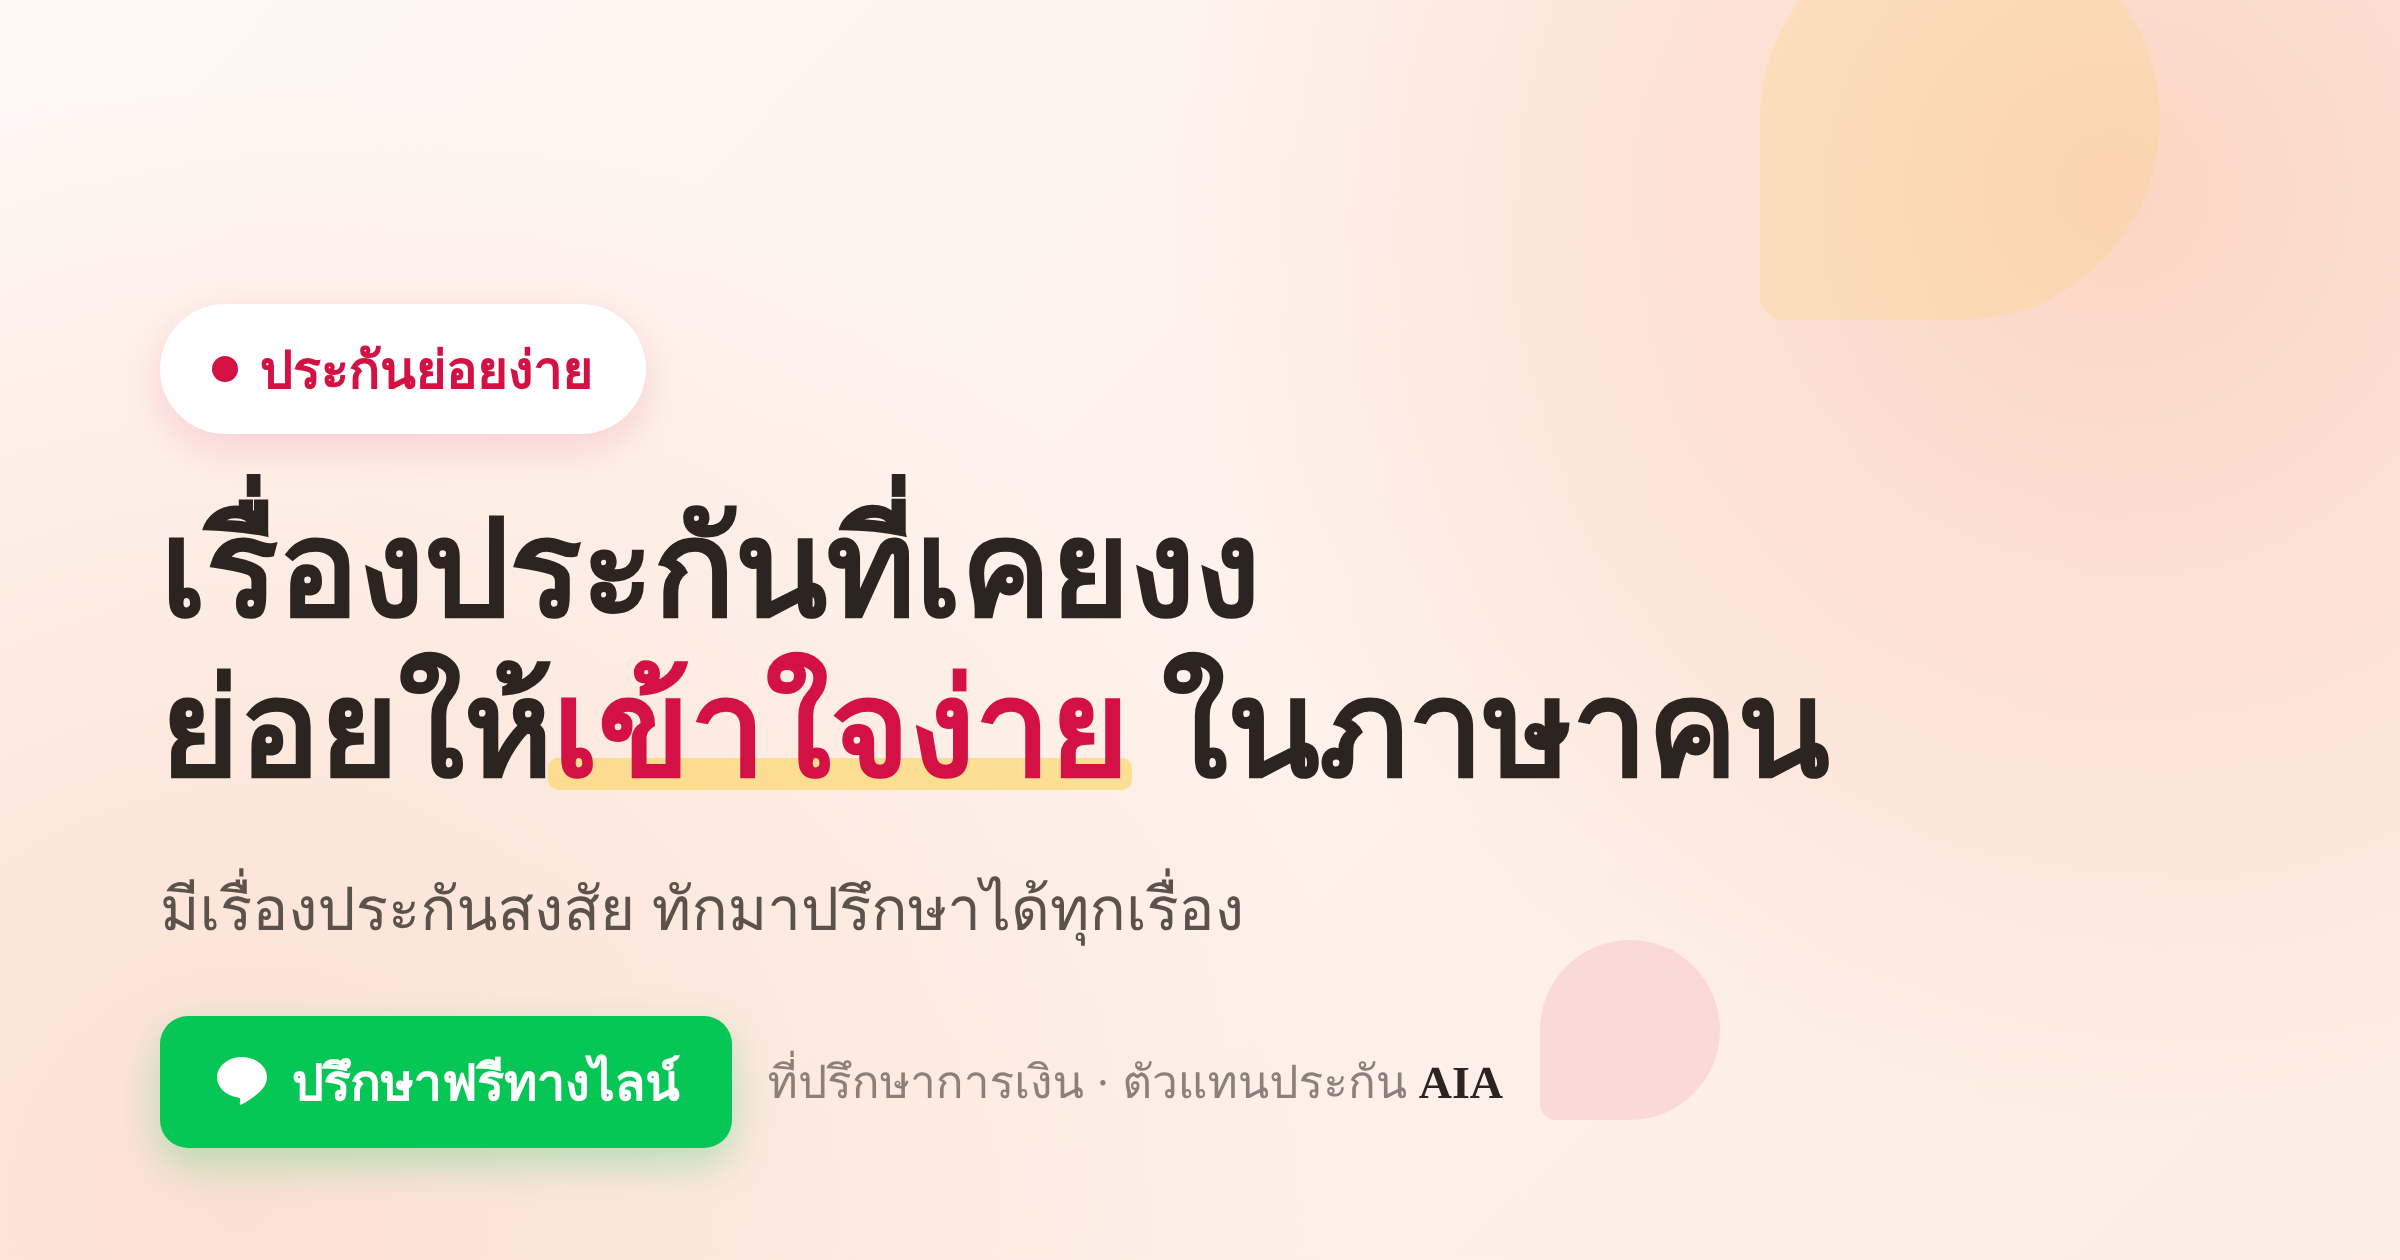 ประกันย่อยง่าย
เรื่องประกันที่เคยงง
ย่อยให้เข้าใจง่าย ในภาษาคน
มีเรื่องประกันสงสัย ทักมาปรึกษาได้ทุกเรื่อง
ปรึกษาฟรีทางไลน์
ที่ปรึกษาการเงิน · ตัวแทนประกัน AIA